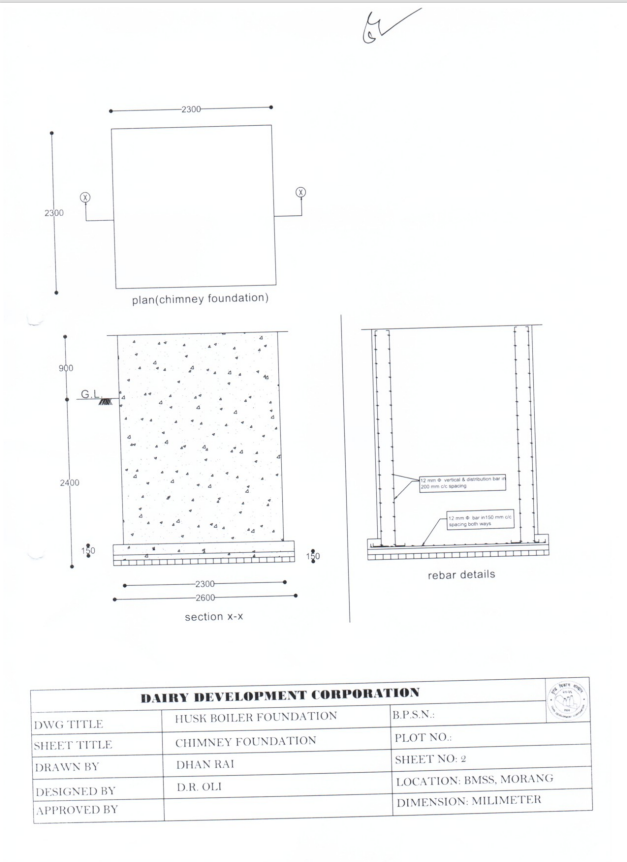 2300
X
X
2300
plan(chimney foundation)
900
G.L.
2400
150
150
2300
2600
section x-x
12 mm Φ vertical & distribution bar in
200 mm c/c spacing
12 mm Φ bar in150 mm c/c
spacing both ways
rebar details
DAIRY DEVELOPMENT CORPORATION
DWG TITLE
HUSK BOILER FOUNDATION
B.P.S.N.:
SHEET TITLE
CHIMNEY FOUNDATION
PLOT NO.:
DRAWN BY
DHAN RAI
SHEET NO: 2
DESIGNED BY
D.R. OLI
LOCATION: BMSS, MORANG
APPROVED BY
DIMENSION: MILIMETER